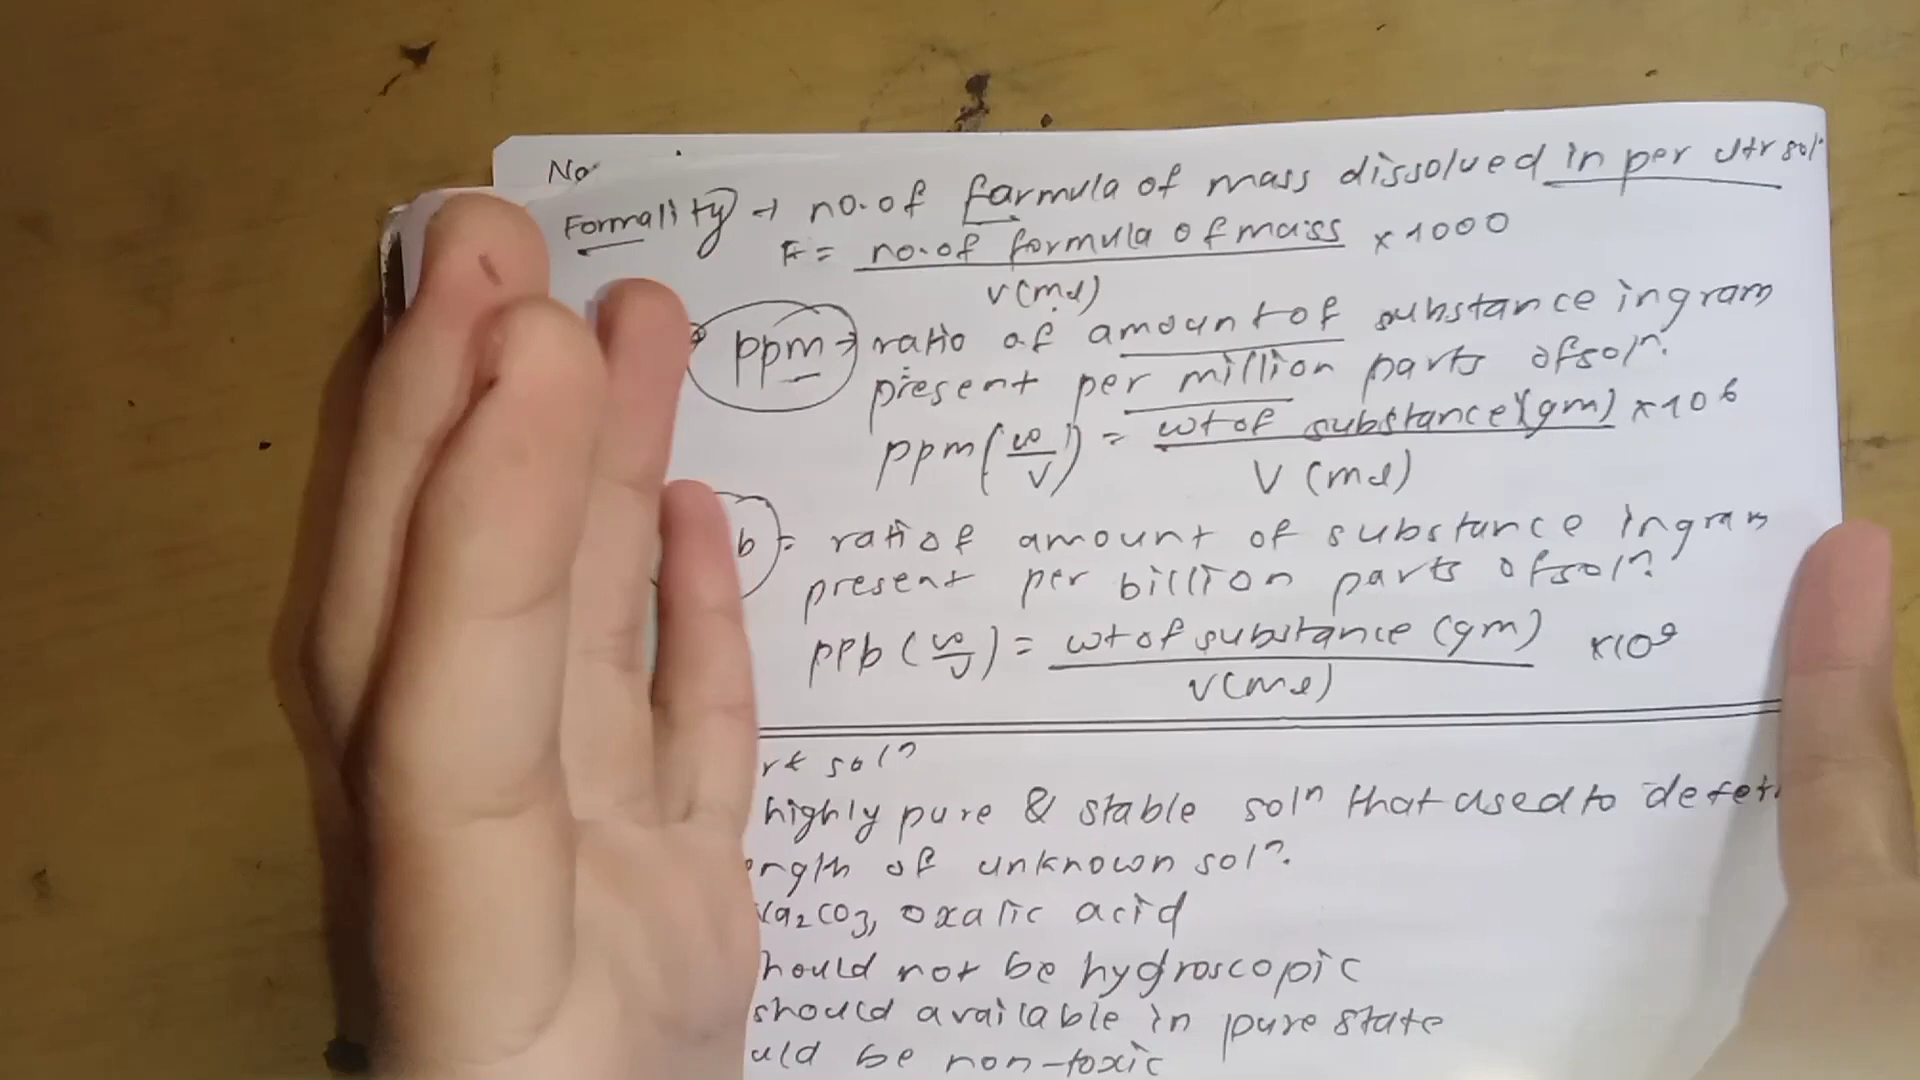 No
Formality → no. of formula of mass dissolved in per ltr sol
F = no. of formula of mass × 1000
V (ml)
ppm → ratio of amount of substance in gram
present per million parts of soln.
ppm (w/v) = wt of substance (gm) × 10⁶
V (ml)
b = ratio of amount of substance in gram
present per billion parts of soln.
ppb (w/v) = wt of substance (gm) × 10⁹
V (ml)
soln
highly pure & stable soln that used to deter
ngth of unknown soln.
Na₂CO₃, oxalic acid
hould not be hygroscopic
should available in pure state
uld be non-toxic